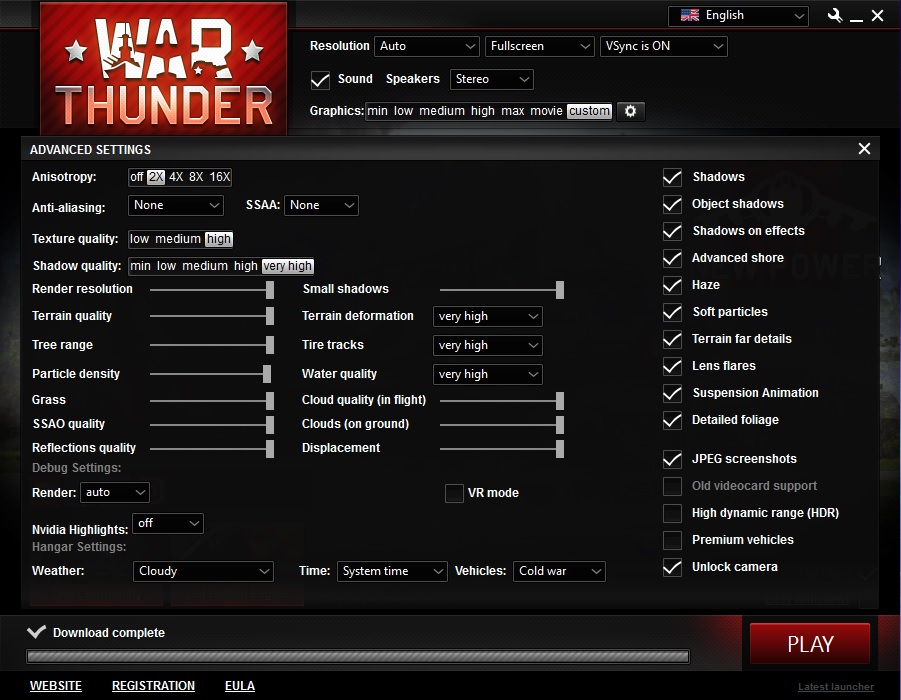 English
WAR
THUNDER
Resolution Auto Fullscreen VSync is ON
Sound Speakers Stereo
Graphics: min low medium high max movie custom
ADVANCED SETTINGS
Anisotropy: off 2X 4X 8X 16X
Anti-aliasing: None SSAA: None
Texture quality: low medium high
Shadow quality: min low medium high very high
Render resolution Small shadows
Terrain quality Terrain deformation very high
Tree range Tire tracks very high
Particle density Water quality very high
Grass Cloud quality (in flight)
SSAO quality Clouds (on ground)
Reflections quality Displacement
Debug Settings:
Render: auto VR mode
Nvidia Highlights: off
Hangar Settings:
Weather: Cloudy Time: System time Vehicles: Cold war
Shadows
Object shadows
Shadows on effects
Advanced shore
Haze
Soft particles
Terrain far details
Lens flares
Suspension Animation
Detailed foliage
JPEG screenshots
Old videocard support
High dynamic range (HDR)
Premium vehicles
Unlock camera
Download complete
PLAY
WEBSITE REGISTRATION EULA
Latest launcher